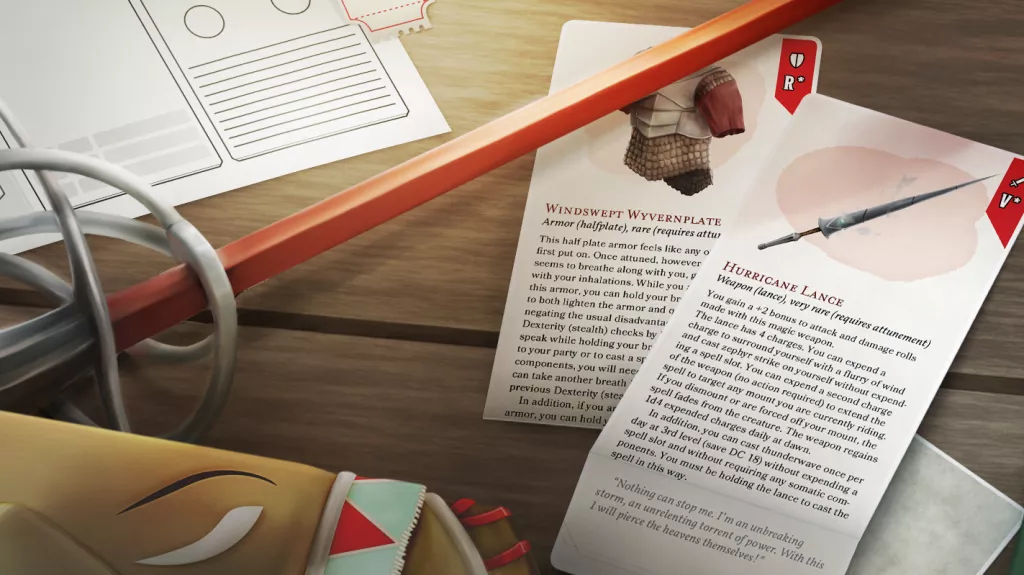 R*
WINDSWEPT WYVERNPLATE
Armor (halfplate), rare (requires
This half plate armor feels like any
first put on. Once attuned, however
seems to breathe along with you,
with your inhalations. While you
this armor, you can hold your
to both lighten the armor and
negating the usual
Dexterity (stealth) checks by
speak while holding your
to your party or to cast a
components, you will
can take another breath
previous Dexterity
In addition, if you
armor, you can hold
V*
HURRICANE LANCE
Weapon (lance), very rare (requires attunement)
You gain a +2 bonus to attack and damage rolls
made with this magic weapon.
The lance has 4 charges. You can expend a
charge to surround yourself with a flurry of wind
and cast zephyr strike on yourself without expend-
ing a spell slot. You can expend a second charge
of the weapon (no action required) to extend the
spell to target any mount you are currently riding.
If you dismount or are forced off your mount, the
spell fades from the creature. The weapon regains
1d4 expended charges daily at dawn.
In addition, you can cast thunderwave once per
day at 3rd level (save DC 18) without expending a
spell slot and without requiring any somatic com-
ponents. You must be holding the lance to cast the
spell in this way.
"Nothing can stop me. I'm an unbreaking
storm, an unrelenting torrent of power. With this
I will pierce the heavens themselves!"